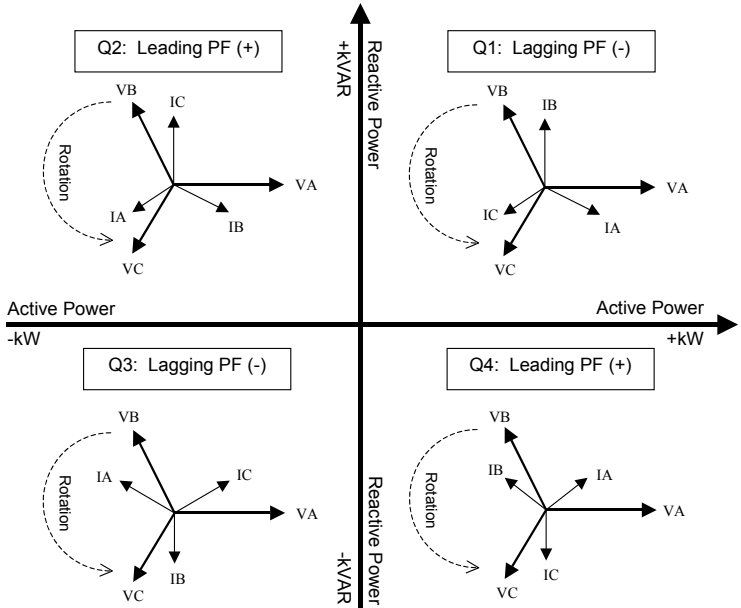 Q2: Leading PF (+)
VB
IC
Rotation
VA
IA
IB
VC
+kVAR
Reactive Power
Q1: Lagging PF (-)
VB
IB
Rotation
VA
IC
IA
VC
Active Power
-kW
Active Power
+kW
Q3: Lagging PF (-)
VB
IA
IC
Rotation
VA
IB
VC
-kVAR
Reactive Power
Q4: Leading PF (+)
VB
IB
IA
Rotation
VA
IC
VC